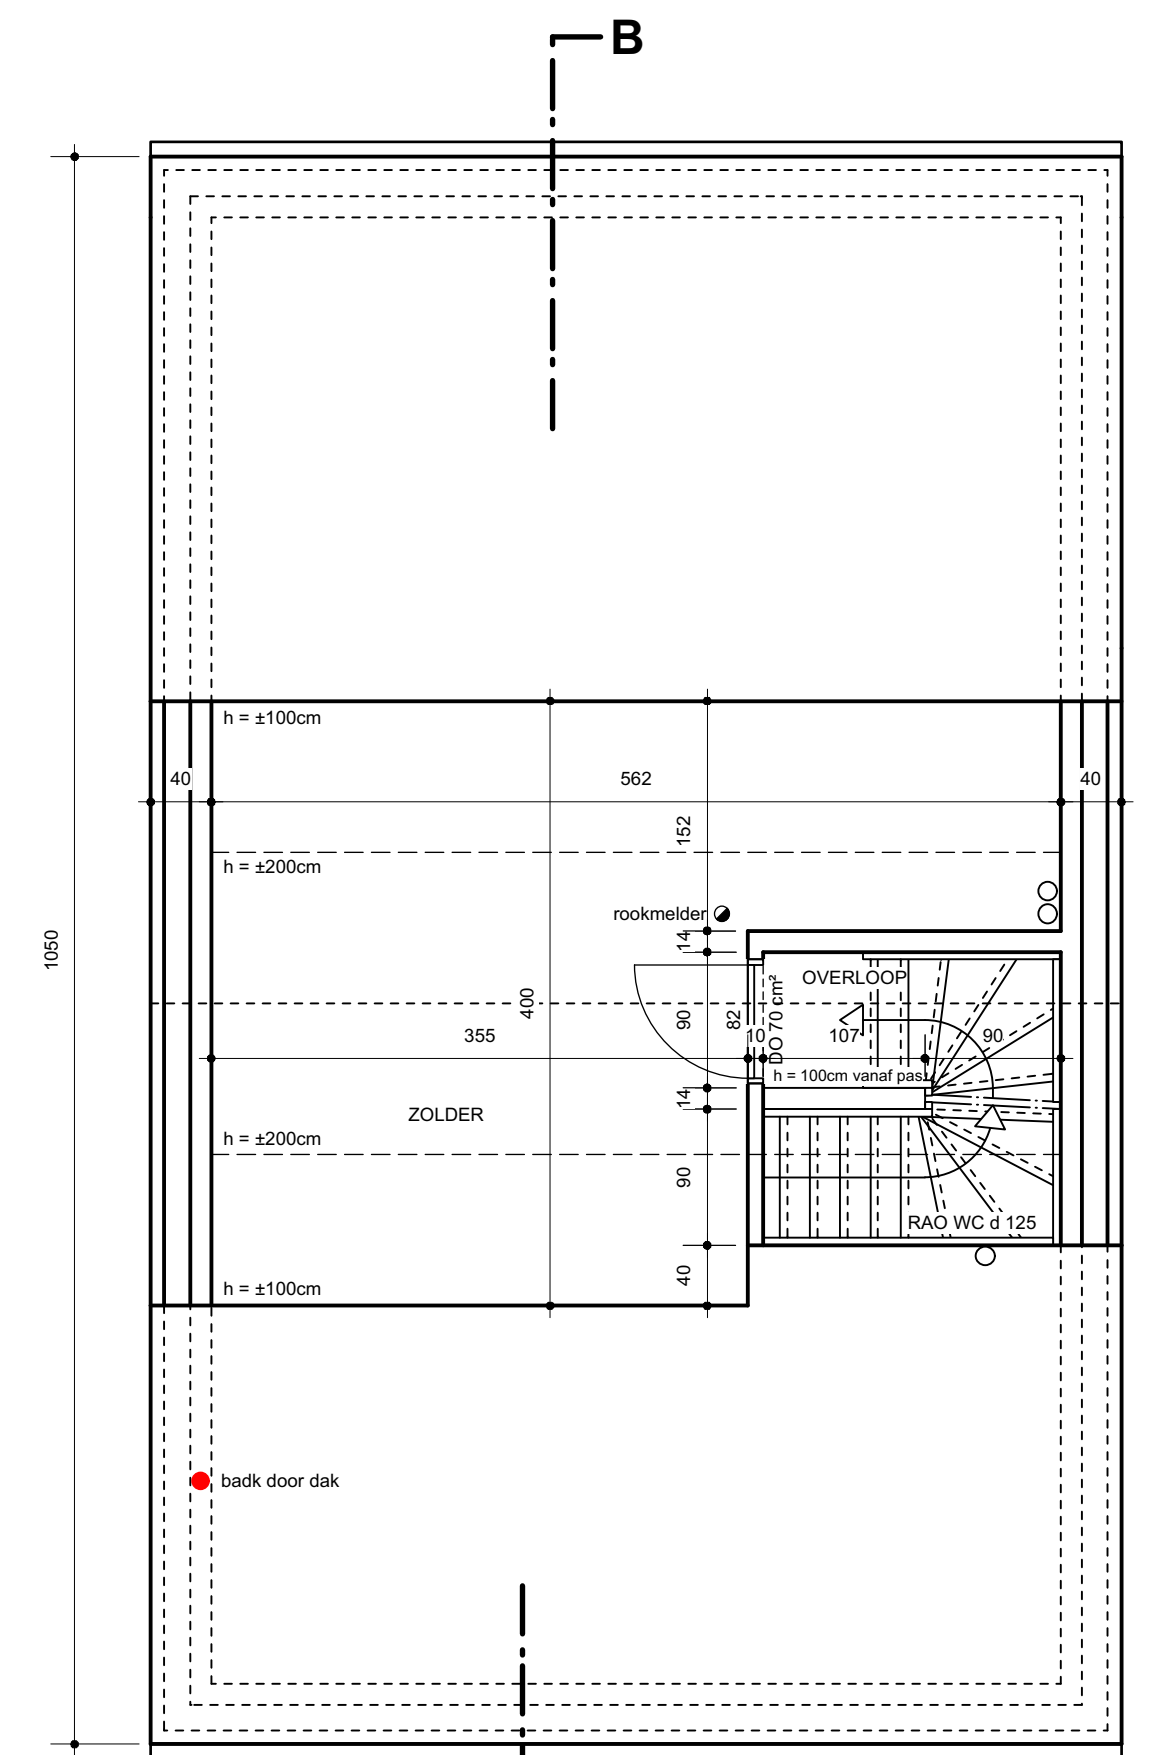 B
h = ±100cm
40
562
40
152
h = ±200cm
rookmelder
14
1050
OVERLOOP
400
90
82
DO 70 cm²
355
10
107
90
h = 100cm vanaf pas
14
ZOLDER
h = ±200cm
90
RAO WC d 125
40
h = ±100cm
badk door dak